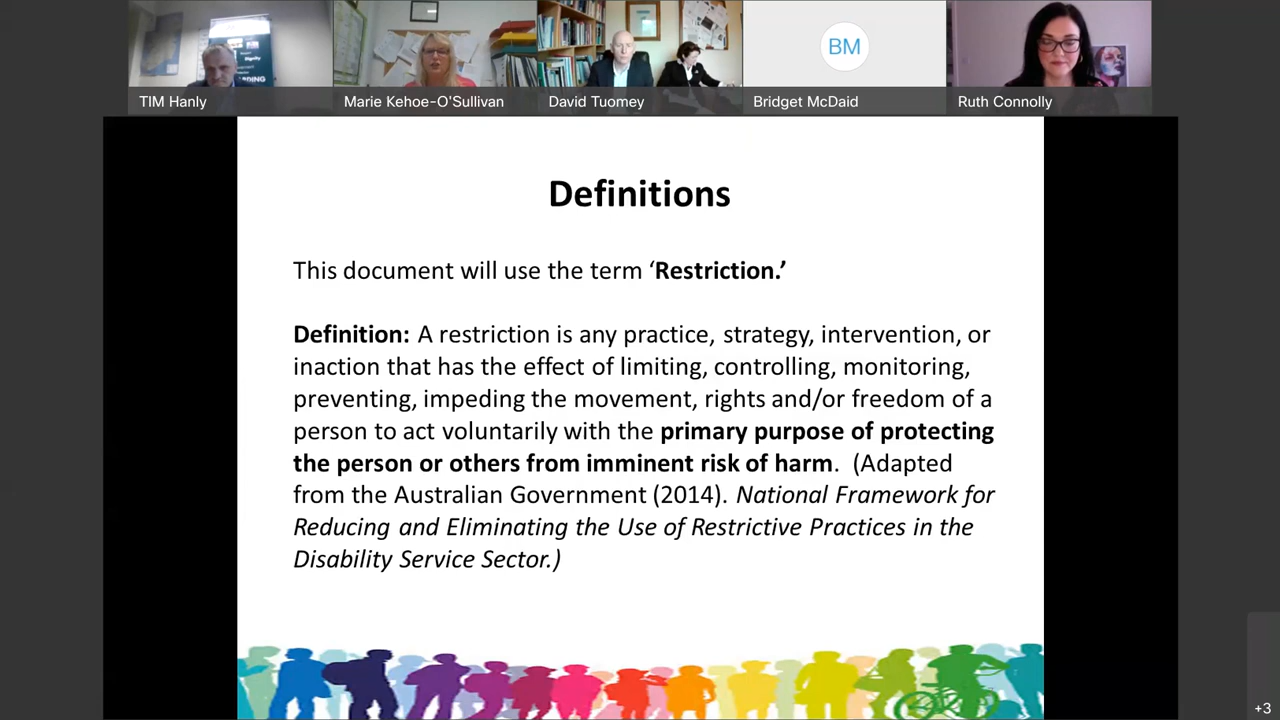 Dignity
TIM Hanly
Marie Kehoe-O'Sullivan
David Tuomey
BM
Bridget McDaid
Ruth Connolly
Definitions
This document will use the term ‘Restriction.’
Definition: A restriction is any practice, strategy, intervention, or
inaction that has the effect of limiting, controlling, monitoring,
preventing, impeding the movement, rights and/or freedom of a
person to act voluntarily with the primary purpose of protecting
the person or others from imminent risk of harm.  (Adapted
from the Australian Government (2014). National Framework for
Reducing and Eliminating the Use of Restrictive Practices in the
Disability Service Sector.)
+3